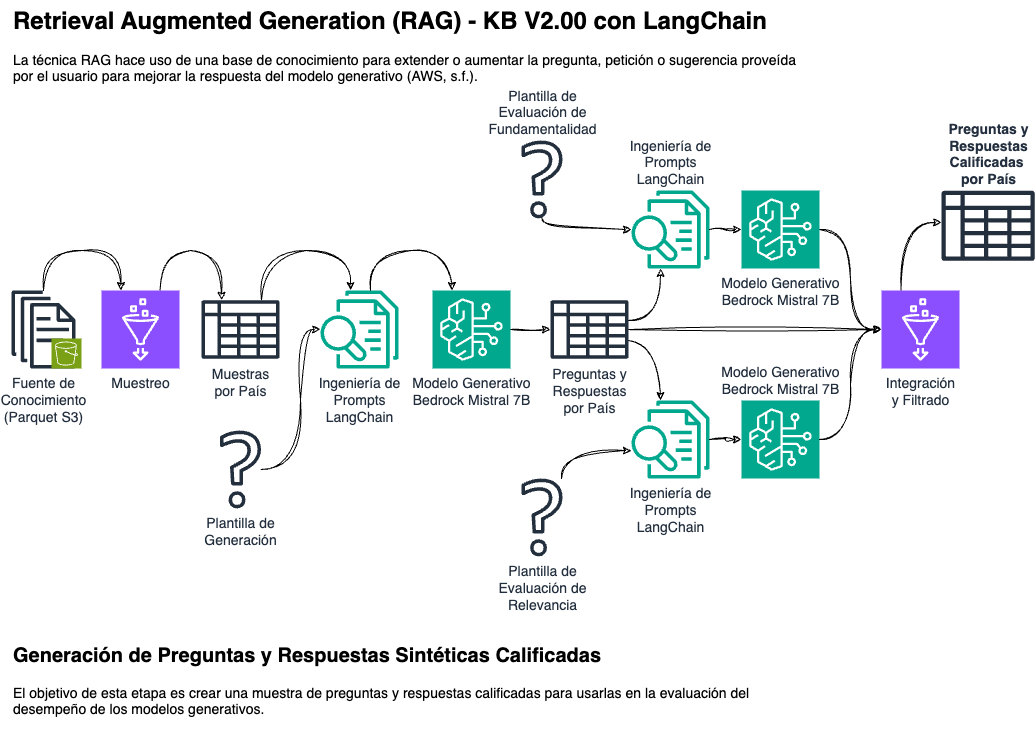 Retrieval Augmented Generation (RAG) - KB V2.00 con LangChain
La técnica RAG hace uso de una base de conocimiento para extender o aumentar la pregunta, petición o sugerencia proveída
por el usuario para mejorar la respuesta del modelo generativo (AWS, s.f.).
Plantilla de
Evaluación de
Fundamentalidad
Ingeniería de
Prompts
LangChain
Modelo Generativo
Bedrock Mistral 7B
Preguntas y
Respuestas
Calificadas
por País
Fuente de
Conocimiento
(Parquet S3)
Muestreo
Muestras
por País
Ingeniería de
Prompts
LangChain
Modelo Generativo
Bedrock Mistral 7B
Preguntas y
Respuestas
por País
Modelo Generativo
Bedrock Mistral 7B
Integración
y Filtrado
Plantilla de
Generación
Ingeniería de
Prompts
LangChain
Plantilla de
Evaluación de
Relevancia
Generación de Preguntas y Respuestas Sintéticas Calificadas
El objetivo de esta etapa es crear una muestra de preguntas y respuestas calificadas para usarlas en la evaluación del
desempeño de los modelos generativos.